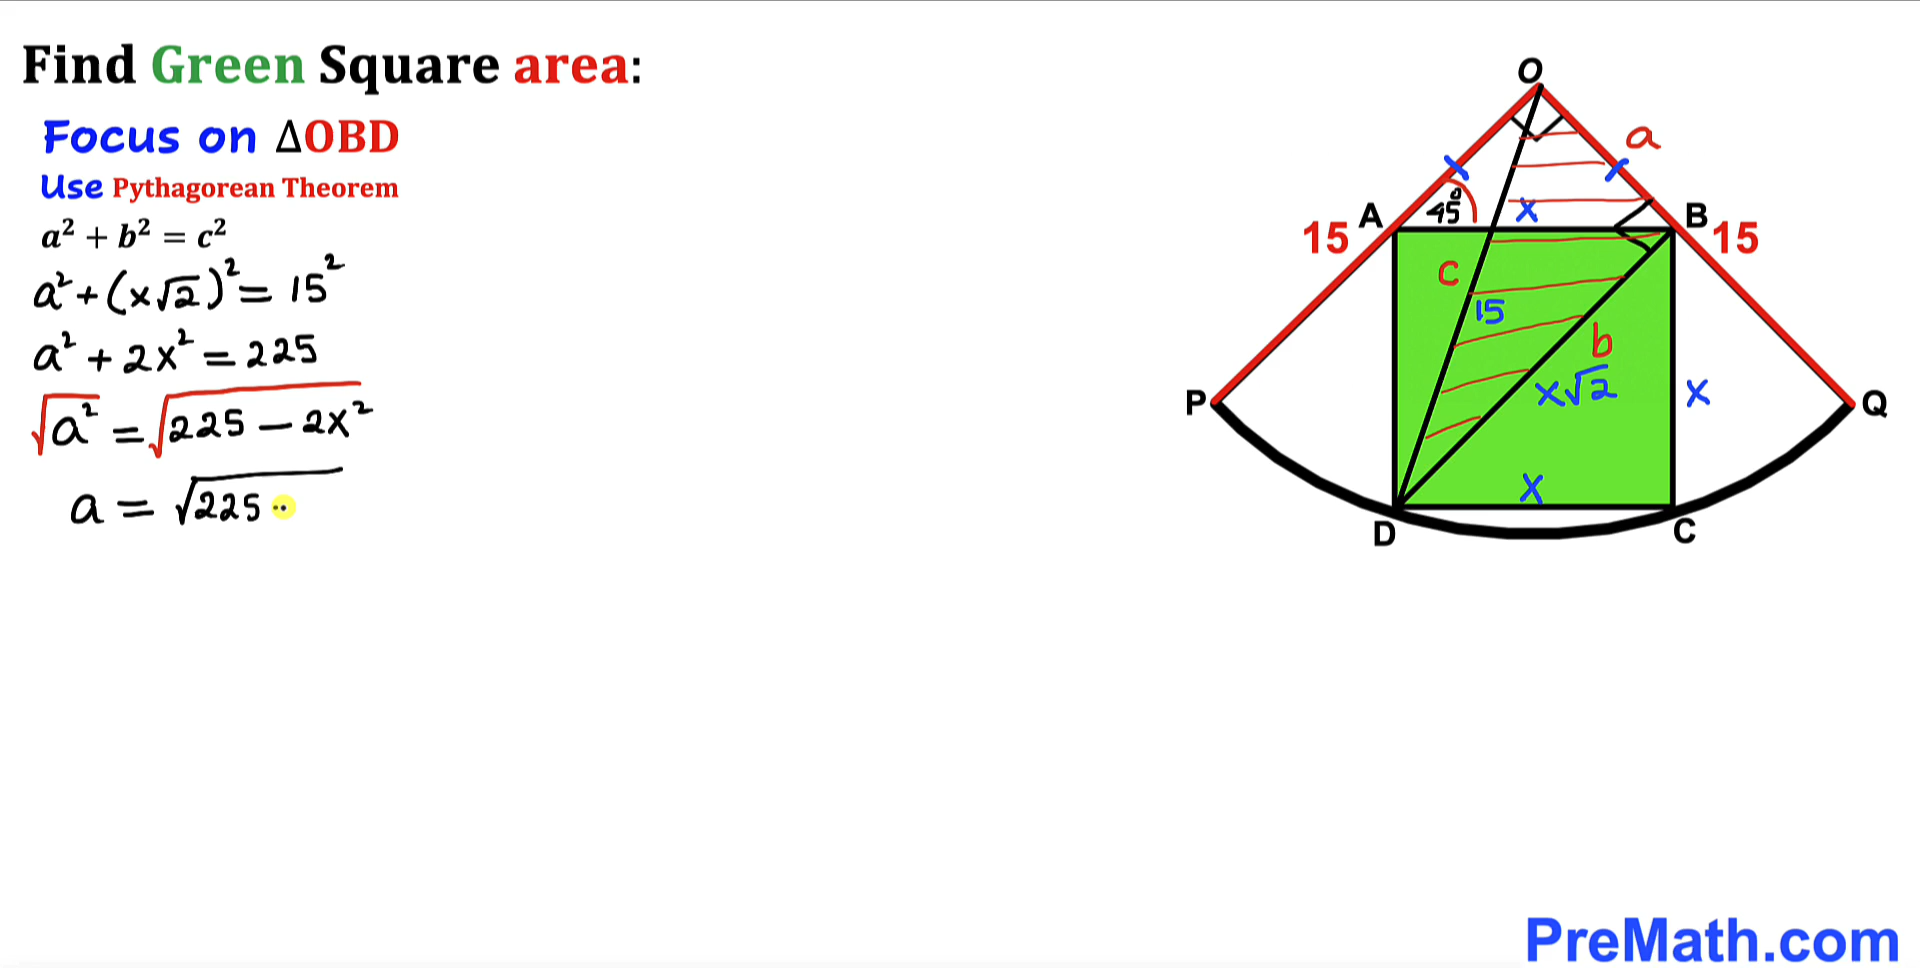 Find Green Square area:
Focus on ΔOBD
Use Pythagorean Theorem
a² + b² = c²
a² + (x√2)² = 15²
a² + 2x² = 225
√a² = √225 − 2x²
a = √225
O
a
A
45°
x
B
15
15
C
15
b
x√2
x
P
Q
x
D
C
PreMath.com